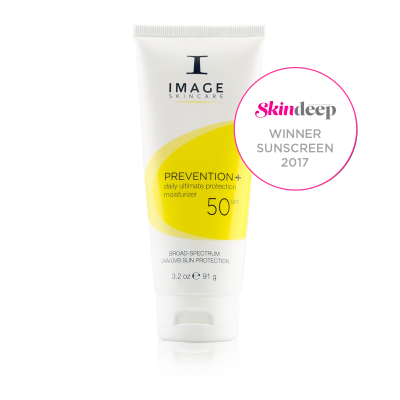 I
IMAGE
SKINCARE
PREVENTION+
daily ultimate protection
moisturizer
50
BROAD-SPECTRUM
UVA/UVB SUN PROTECTION
3.2 oz ℮ 91 g
Skindeep
WINNER
SUNSCREEN
2017